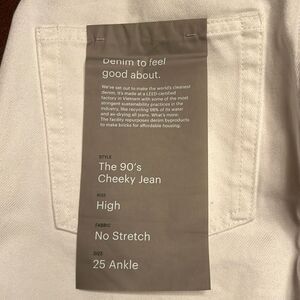 Denim to feel
good about.
We've set out to make the world's cleanest
denim. It's made at a LEED-certified
factory in Vietnam with some of the most
stringent sustainability practices in the
industry, like recycling 98% of its water
and air-drying all jeans. What's more:
The facility repurposes denim byproducts
to make bricks for affordable housing.
STYLE
The 90's
Cheeky Jean
RISE
High
FABRIC
No Stretch
SIZE
25 Ankle